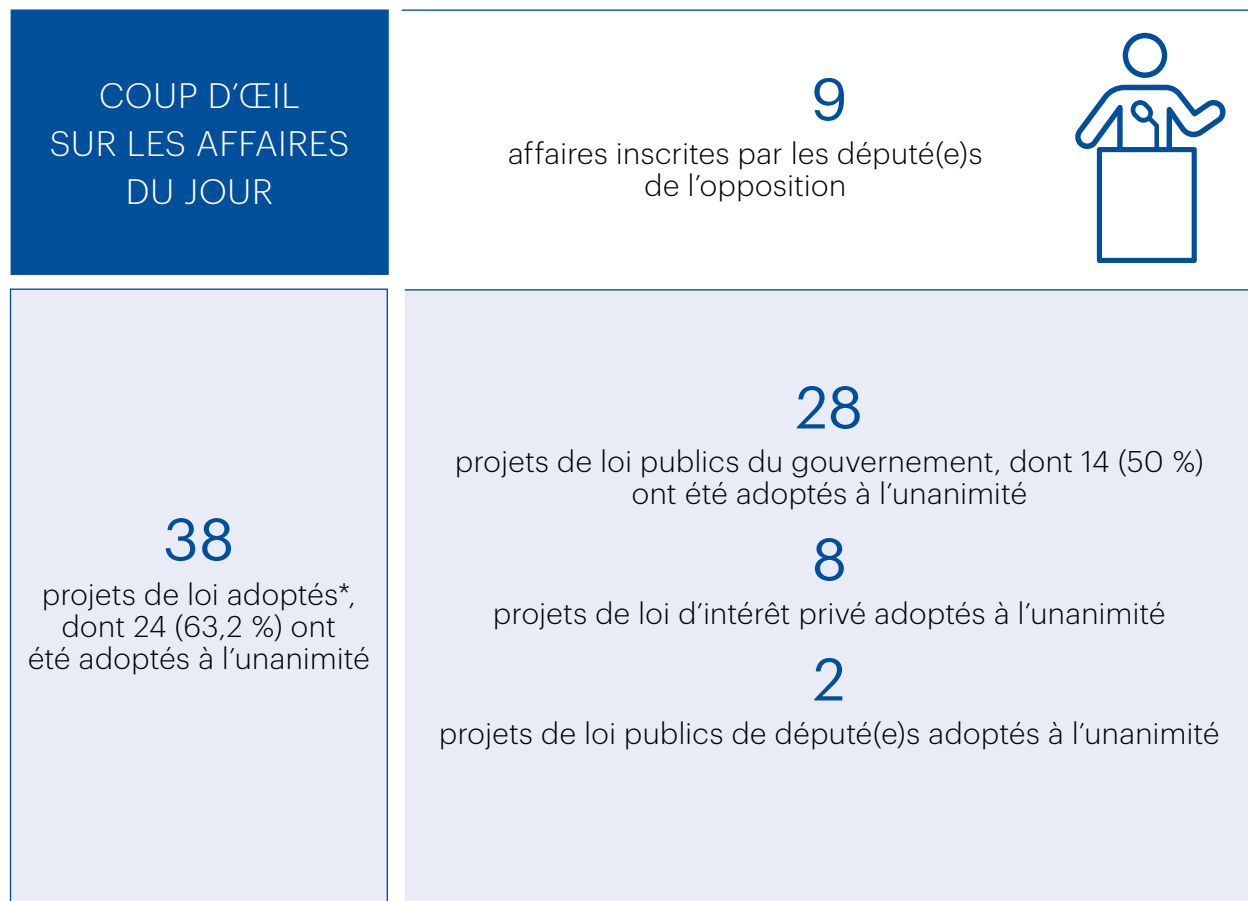 COUP D’ŒIL
SUR LES AFFAIRES
DU JOUR
9
affaires inscrites par les député(e)s
de l’opposition
38
projets de loi adoptés*,
dont 24 (63,2 %) ont
été adoptés à l’unanimité
28
projets de loi publics du gouvernement, dont 14 (50 %)
ont été adoptés à l’unanimité
8
projets de loi d’intérêt privé adoptés à l’unanimité
2
projets de loi publics de député(e)s adoptés à l’unanimité